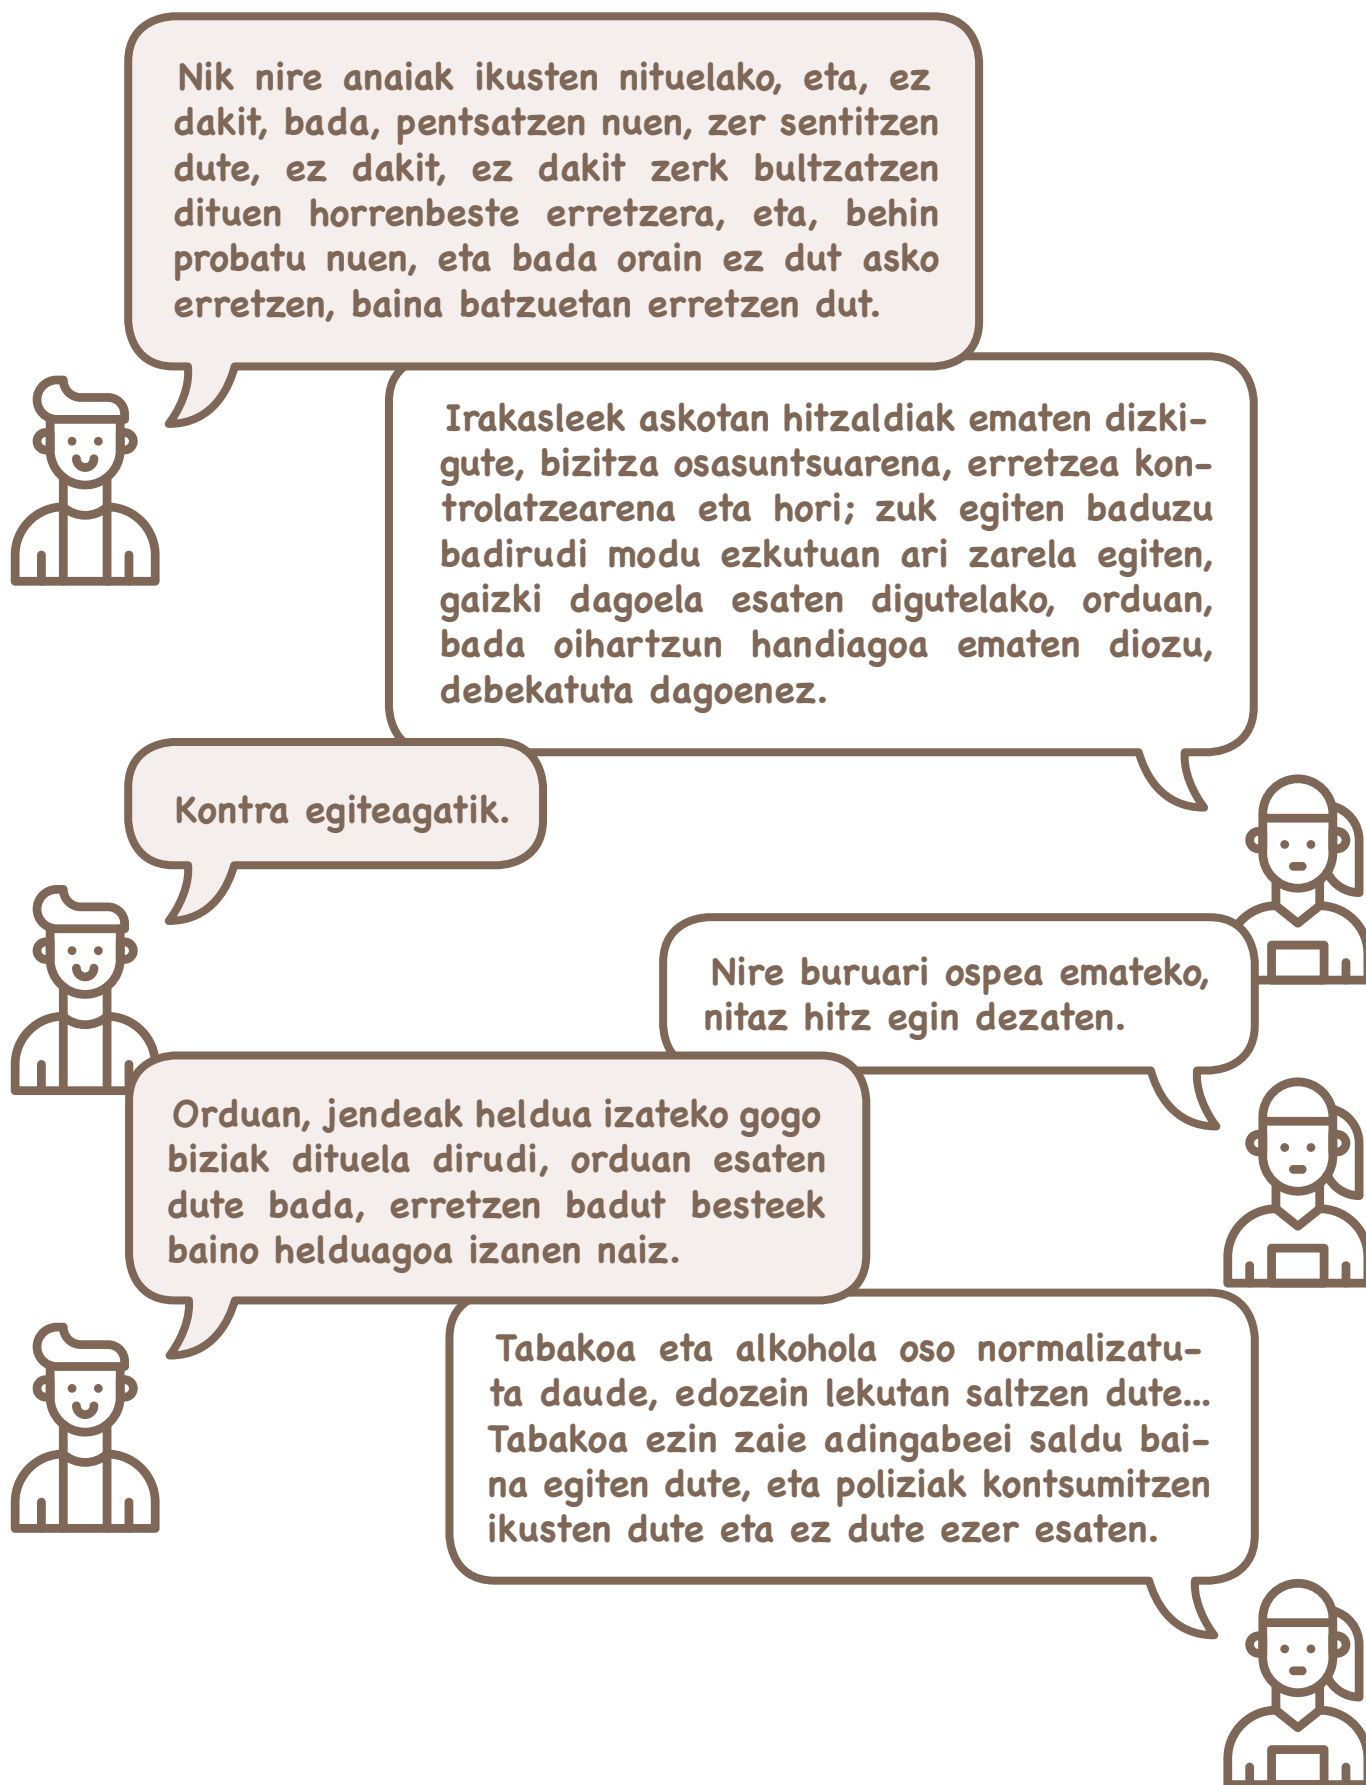 Nik nire anaiak ikusten nituelako, eta, ez
dakit, bada, pentsatzen nuen, zer sentitzen
dute, ez dakit, ez dakit zerk bultzatzen
dituen horrenbeste erretzera, eta, behin
probatu nuen, eta bada orain ez dut asko
erretzen, baina batzuetan erretzen dut.
Irakasleek askotan hitzaldiak ematen dizki-
gute, bizitza osasuntsuarena, erretzea kon-
trolatzearena eta hori; zuk egiten baduzu
badirudi modu ezkutuan ari zarela egiten,
gaizki dagoela esaten digutelako, orduan,
bada oihartzun handiagoa ematen diozu,
debekatuta dagoenez.
Kontra egiteagatik.
Nire buruari ospea emateko,
nitaz hitz egin dezaten.
Orduan, jendeak heldua izateko gogo
biziak dituela dirudi, orduan esaten
dute bada, erretzen badut besteek
baino helduagoa izanen naiz.
Tabakoa eta alkohola oso normalizatu-
ta daude, edozein lekutan saltzen dute...
Tabakoa ezin zaie adingabeei saldu bai-
na egiten dute, eta poliziak kontsumitzen
ikusten dute eta ez dute ezer esaten.